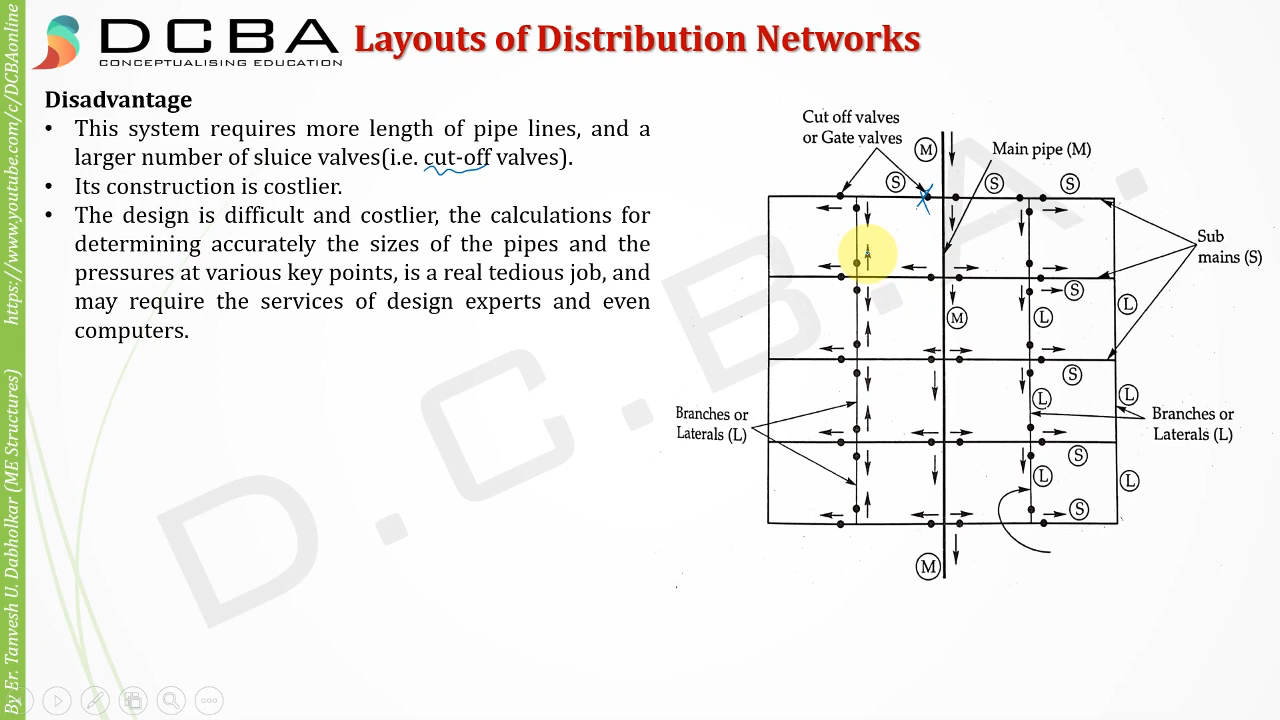 DCBA
CONCEPTUALISING EDUCATION
Layouts of Distribution Networks
Disadvantage
• This system requires more length of pipe lines, and a
larger number of sluice valves(i.e. cut-off valves).
• Its construction is costlier.
• The design is difficult and costlier, the calculations for
determining accurately the sizes of the pipes and the
pressures at various key points, is a real tedious job, and
may require the services of design experts and even
computers.
Cut off valves
or Gate valves
M
Main pipe (M)
S
S
S
Sub
mains (S)
S
L
M
L
S
L
L
Branches or
Laterals (L)
Branches or
Laterals (L)
S
L
L
S
M
D.C.B.A.
By Er. Tanvesh U. Dabholkar (ME Structures)
https://www.youtube.com/c/DCBAonline